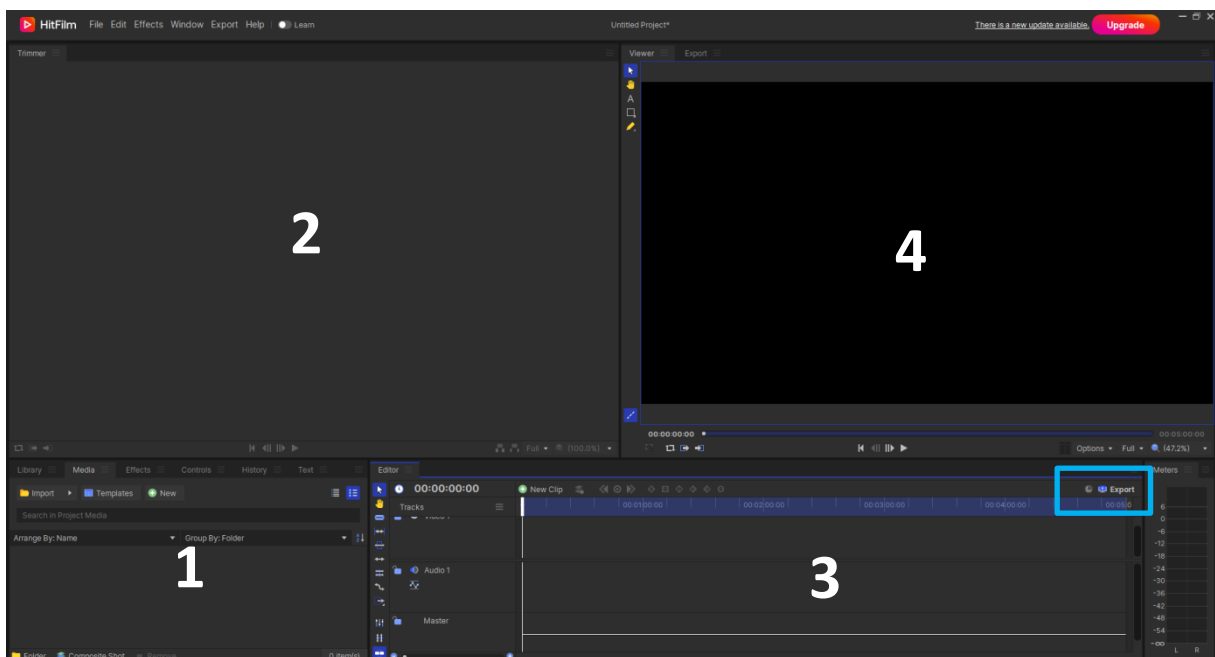 HitFilm File Edit Effects Window Export Help Learn Untitled Project* There is a new update available. Upgrade
Trimmer
Viewer Export
A
2
4
00:00:00:00 00:05:00:00
Full (100.0%)
Options Full (47.2%)
Library Media Effects Controls History Text
Editor
Meters
Import Templates New
00:00:00:00 New Clip Export
Search in Project Media
Tracks 00:01:00:00 00:02:00:00 00:03:00:00 00:04:00:00 00:05:0
Video 1
Arrange By: Name Group By: Folder
1
3
Audio 1
Master
6
0
-6
-12
-18
-24
-30
-36
-42
-48
-54
-∞
L R
Folder Composite Shot Remove 0 Item(s)